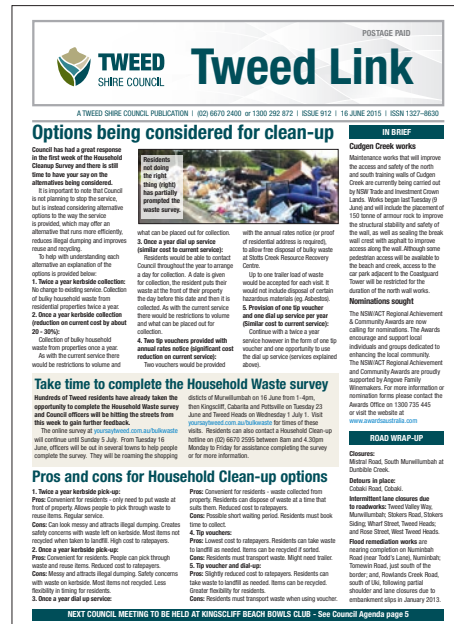 POSTAGE PAID
TWEED
SHIRE COUNCIL
Tweed Link
A TWEED SHIRE COUNCIL PUBLICATION | (02) 6670 2400 or 1300 292 872 | ISSUE 912 | 16 JUNE 2015 | ISSN 1327–8630
Options being considered for clean-up
Council has had a great response
in the first week of the Household
Cleanup Survey and there is still
time to have your say on the
alternatives being considered.
It is important to note that Council
is not planning to stop the service,
but is instead considering alternative
options to the way the service
is provided, which may offer an
alternative that runs more efficiently,
reduces illegal dumping and improves
reuse and recycling.
To help with understanding each
alternative an explanation of the
options is provided below:
1. Twice a year kerbside collection:
No change to existing service. Collection
of bulky household waste from
residential properties twice a year.
2. Once a year kerbside collection
(reduction on current cost by about
20 - 30%):
Collection of bulky household
waste from properties once a year.
As with the current service there
would be restrictions to volume and
Residents
not doing
the right
thing (right)
has partially
prompted the
waste survey.
what can be placed out for collection.
3. Once a year dial up service
(similar cost to current service):
Residents would be able to contact
Council throughout the year to arrange
a day for collection. A date is given
for collection, the resident puts their
waste at the front of their property
the day before this date and then it is
collected. As with the current service
there would be restrictions to volume
and what can be placed out for
collection.
4. Two tip vouchers provided with
annual rates notice (significant cost
reduction on current service):
Two vouchers would be provided
with the annual rates notice (or proof
of residential address is required),
to allow free disposal of bulky waste
at Stotts Creek Resource Recovery
Centre.
Up to one trailer load of waste
would be accepted for each visit. It
would not include disposal of certain
hazardous materials (eg. Asbestos).
5. Provision of one tip voucher
and one dial up service per year
(Similar cost to current service):
Continue with a twice a year
service however in the form of one tip
voucher and one opportunity to use
the dial up service (services explained
above).
Take time to complete the Household Waste survey
Hundreds of Tweed residents have already taken the
opportunity to complete the Household Waste survey
and Council officers will be hitting the streets from
this week to gain further feedback.
The online survey at yoursaytweed.com.au/bulkwaste
will continue until Sunday 5 July. From Tuesday 16
June, officers will be out in several towns to help people
complete the survey. They will be naming the shopping
disticts of Murwillumbah on 16 June from 1–4pm,
then Kingscliff, Cabarita and Pottsville on Tuesday 23
June and Tweed Heads on Wednesday 1 July 1. Visit
yoursaytweed.com.au/bulkwaste for times of these
visits. Residents can also contact a Household Clean-up
hotline on (02) 6670 2595 between 8am and 4.30pm
Monday to Friday for assistance completing the survey
or for more information.
Pros and cons for Household Clean-up options
1. Twice a year kerbside pick-up:
Pros: Convenient for residents - only need to put waste at
front of property. Allows people to pick through waste to
reuse items. Regular service.
Cons: Can look messy and attracts illegal dumping. Creates
safety concerns with waste left on kerbside. Most items not
recycled when taken to landfill. High cost to ratepayers.
2. Once a year kerbside pick-up:
Pros: Convenient for residents. People can pick through
waste and reuse items. Reduced cost to ratepayers.
Cons: Messy and attracts illegal dumping. Safety concerns
with waste on kerbside. Most items not recycled. Less
flexibility in timing for residents.
3. Once a year dial up service:
Pros: Convenient for residents - waste collected from
property. Residents can dispose of waste at a time that
suits them. Reduced cost to ratepayers.
Cons: Possible short waiting period. Residents must book
time to collect.
4. Tip vouchers:
Pros: Lowest cost to ratepayers. Residents can take waste
to landfill as needed. Items can be recycled if sorted.
Cons: Residents must transport waste. Might need trailer.
5. Tip voucher and dial-up:
Pros: Slightly reduced cost to ratepayers. Residents can
take waste to landfill as needed. Items can be recycled.
Greater flexibility for residents.
Cons: Residents must transport waste when using voucher.
IN BRIEF
Cudgen Creek works
Maintenance works that will improve
the access and safety of the north
and south training walls of Cudgen
Creek are currently being carried out
by NSW Trade and Investment Crown
Lands. Works began last Tuesday (9
June) and will include the placement of
150 tonne of armour rock to improve
the structural stability and safety of
the wall, as well as sealing the break
wall crest with asphalt to improve
access along the wall. Although some
pedestrian access will be available to
the beach and creek, access to the
car park adjacent to the Coastguard
Tower will be restricted for the
duration of the north wall works.
Nominations sought
The NSW/ACT Regional Achievement
& Community Awards are now
calling for nominations. The Awards
encourage and support local
individuals and groups dedicated to
enhancing the local community.
The NSW/ACT Regional Achievement
and Community Awards are proudly
supported by Angove Family
Winemakers. For more information or
nomination forms please contact the
Awards Office on 1300 735 445
or visit the website at
www.awardsaustralia.com
ROAD WRAP-UP
Closures:
Mistral Road, South Murwillumbah at
Dunbible Creek.
Detours in place:
Cobaki Road, Cobaki.
Intermittent lane closures due
to roadworks: Tweed Valley Way,
Murwillumbah; Stokers Road, Stokers
Siding; Wharf Street, Tweed Heads;
and Rose Street, West Tweed Heads.
Flood remediation works are
nearing completion on Numinbah
Road (near Todd's Lane), Numinbah;
Tomewin Road, just south of the
border; and, Rowlands Creek Road,
south of Uki, following partial
shoulder and lane closures due to
embankment slips in January 2013.
NEXT COUNCIL MEETING TO BE HELD AT KINGSCLIFF BEACH BOWLS CLUB - See Council Agenda page 5